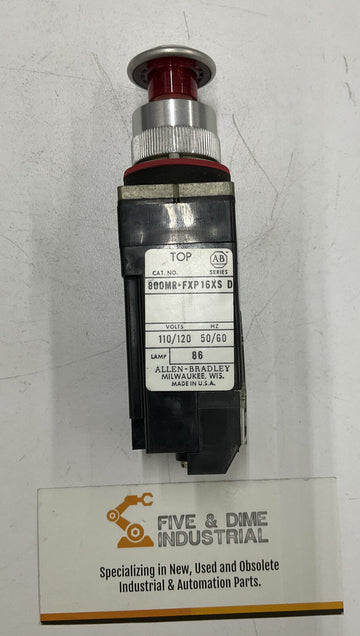 TOP
AB
CAT. NO. SERIES
800MR-FXP16XS D
VOLTS HZ
110/120 50/60
LAMP 86
ALLEN-BRADLEY
MILWAUKEE, WIS.
MADE IN U.S.A.
FIVE & DIME
INDUSTRIAL
Specializing in New, Used and Obsolete
Industrial & Automation Parts.